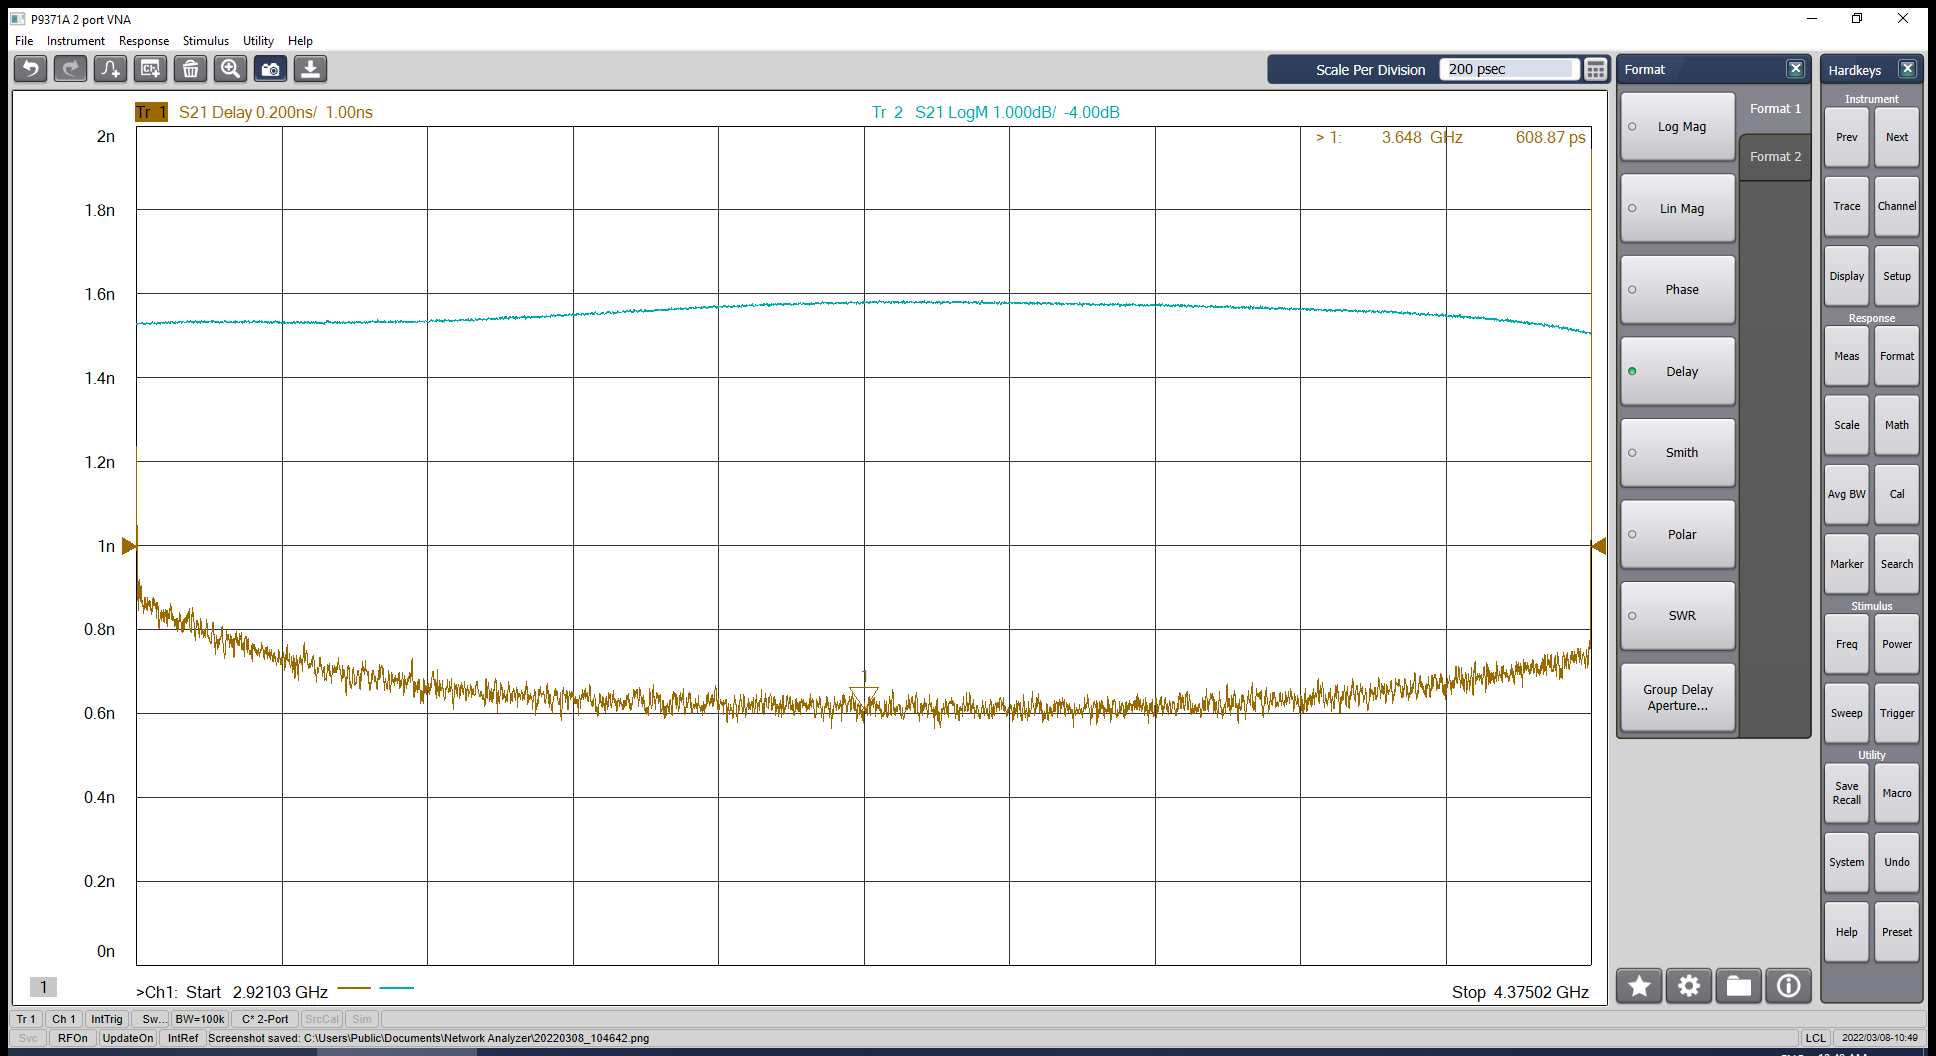 P9371A 2 port VNA
File Instrument Response Stimulus Utility Help
Scale Per Division 200 psec
Tr 1 S21 Delay 0.200ns/ 1.00ns
Tr 2 S21 LogM 1.000dB/ -4.00dB
> 1: 3.648 GHz 608.87 ps
2n
1.8n
1.6n
1.4n
1.2n
1n
0.8n
0.6n
0.4n
0.2n
0n
1
1
>Ch1: Start 2.92103 GHz
Stop 4.37502 GHz
Format
Format 1
Format 2
Log Mag
Lin Mag
Phase
Delay
Smith
Polar
SWR
Group Delay
Aperture...
Hardkeys
Instrument
Prev Next
Trace Channel
Display Setup
Response
Meas Format
Scale Math
Avg BW Cal
Marker Search
Stimulus
Freq Power
Sweep Trigger
Utility
Save
Recall
Macro
System Undo
Help Preset
Tr 1 Ch 1 IntTrig Sw... BW=100k C* 2-Port SrcCal Sim
Svc RFOn UpdateOn IntRef Screenshot saved: C:\Users\Public\Documents\Network Analyzer\20220308_104642.png
LCL 2022/03/08-10:49